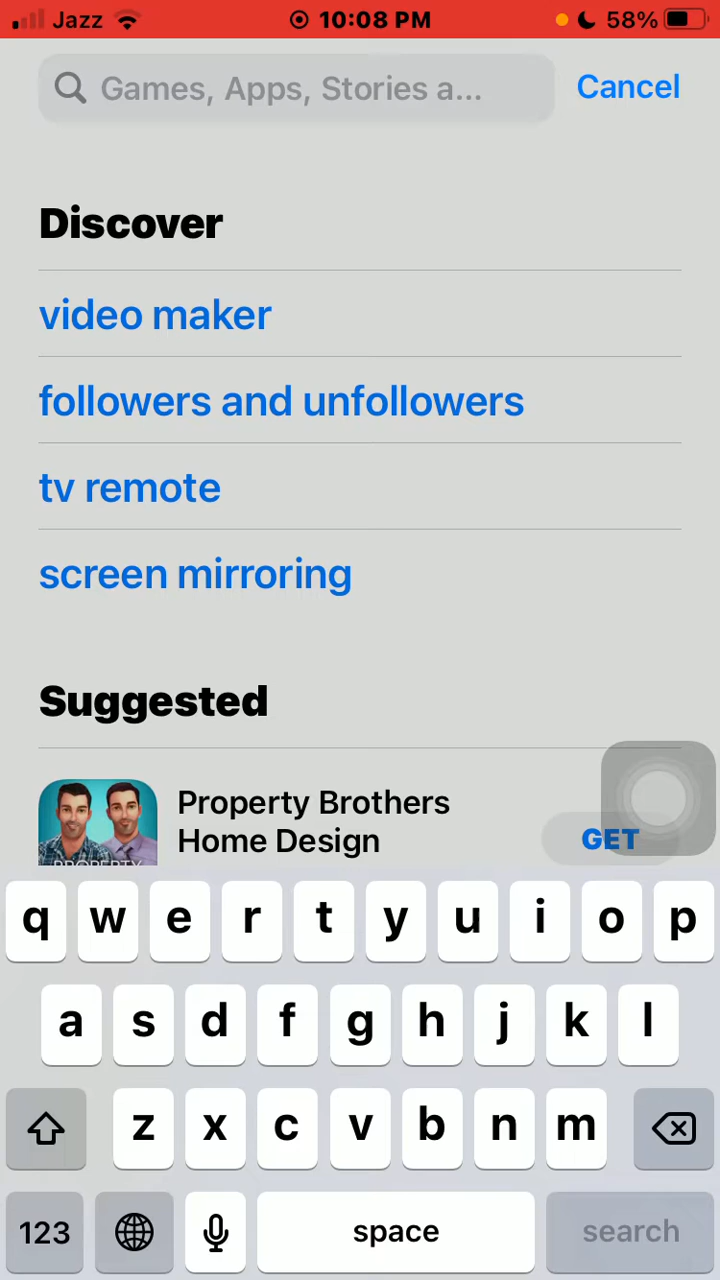 Jazz 10:08 PM 58%
Games, Apps, Stories a... Cancel
Discover
video maker
followers and unfollowers
tv remote
screen mirroring
Suggested
Property Brothers
Home Design
GET
PROPERTY
q w e r t y u i o p
a s d f g h j k l
z x c v b n m
123 space search